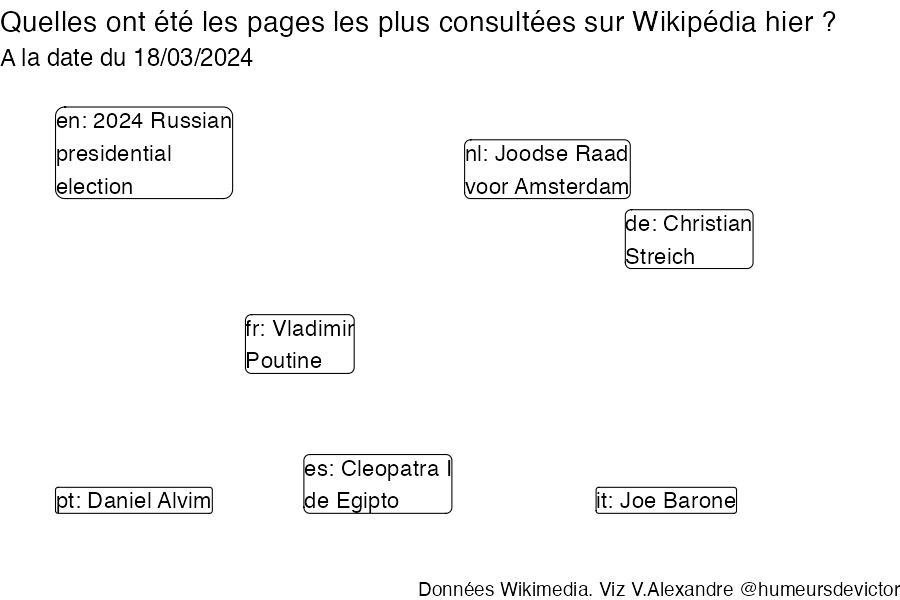 Quelles ont été les pages les plus consultées sur Wikipédia hier ?
A la date du 18/03/2024
en: 2024 Russian
presidential
election
nl: Joodse Raad
voor Amsterdam
de: Christian
Streich
fr: Vladimir
Poutine
es: Cleopatra I
de Egipto
pt: Daniel Alvim
it: Joe Barone
Données Wikimedia. Viz V.Alexandre @humeursdevictor